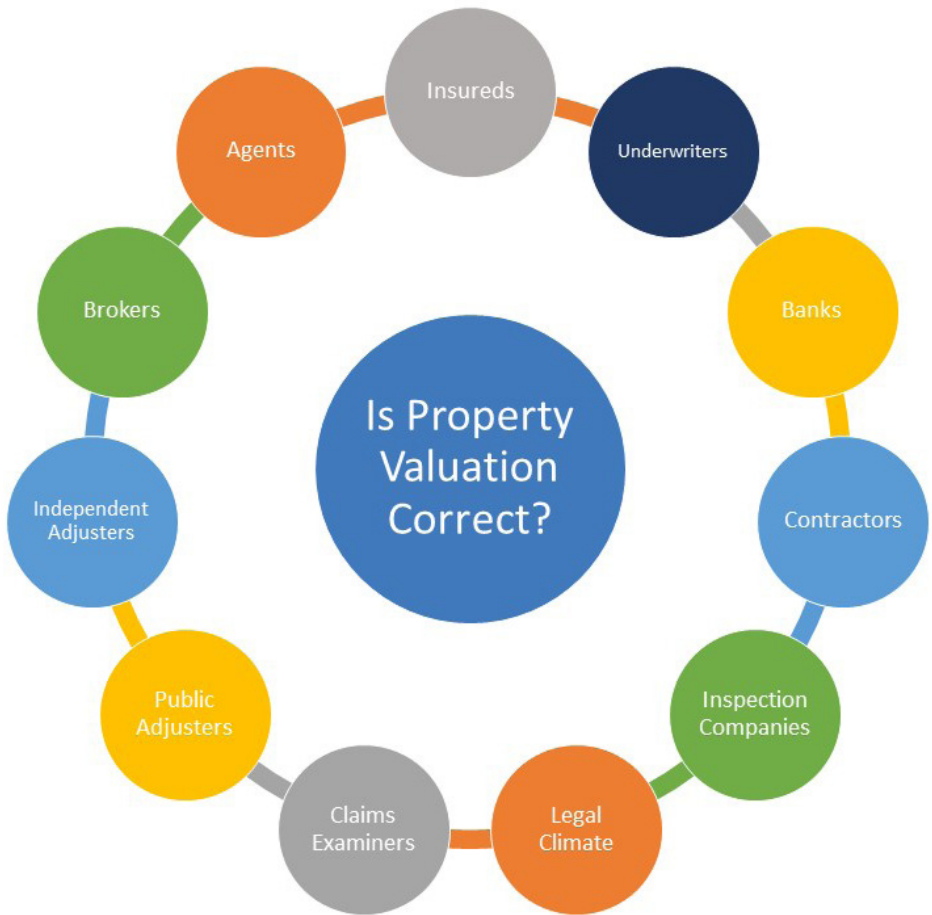 Insureds
Underwriters
Banks
Contractors
Inspection
Companies
Legal
Climate
Claims
Examiners
Public
Adjusters
Independent
Adjusters
Brokers
Agents
Is Property
Valuation
Correct?